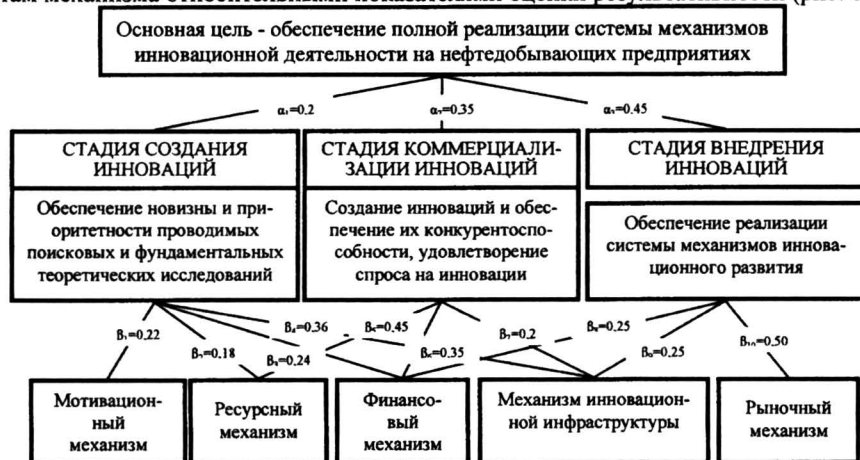 Основная цель - обеспечение полной реализации системы механизмов
инновационной деятельности на нефтедобывающих предприятиях
α₁=0.2
α₂=0.35
α₃=0.45
СТАДИЯ СОЗДАНИЯ
ИННОВАЦИЙ
СТАДИЯ КОММЕРЦИАЛИ-
ЗАЦИИ ИННОВАЦИЙ
СТАДИЯ ВНЕДРЕНИЯ
ИННОВАЦИЙ
Обеспечение новизны и при-
оритетности проводимых
поисковых и фундаментальных
теоретических исследований
Создание инноваций и обес-
печение их конкурентоспо-
собности, удовлетворение
спроса на инновации
Обеспечение реализации
системы механизмов иннова-
ционного развития
β₁=0.22
β₂=0.18
β₃=0.24
β₄=0.36
β₅=0.45
β₆=0.35
β₇=0.2
β₈=0.25
β₉=0.25
β₁₀=0.50
Мотивацион-
ный
механизм
Ресурсный
механизм
Финансо-
вый
механизм
Механизм инновацион-
ной инфраструктуры
Рыночный
механизм